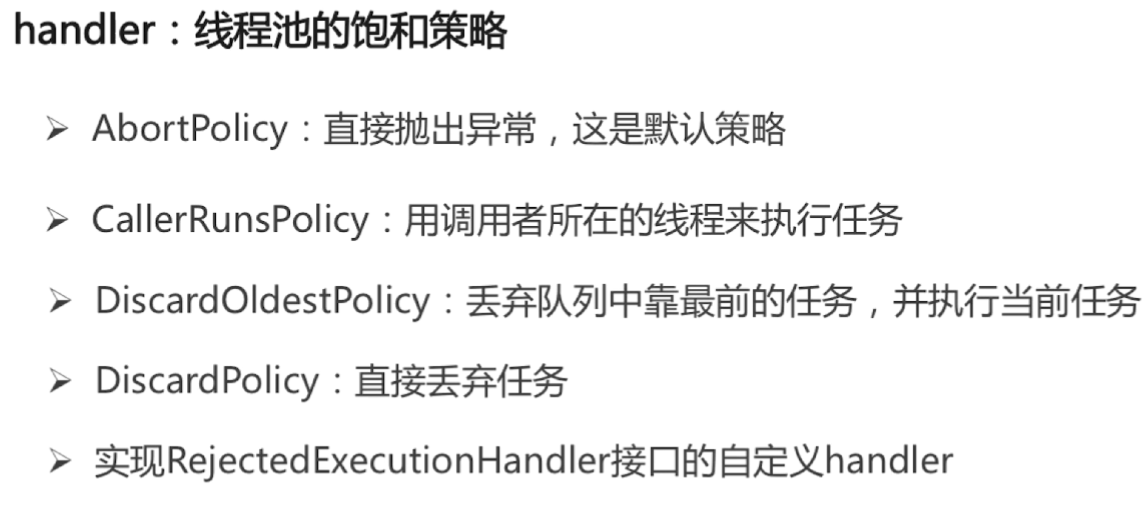 handler：线程池的饱和策略
➢ AbortPolicy：直接抛出异常，这是默认策略
➢ CallerRunsPolicy：用调用者所在的线程来执行任务
➢ DiscardOldestPolicy：丢弃队列中靠最前的任务，并执行当前任务
➢ DiscardPolicy：直接丢弃任务
➢ 实现RejectedExecutionHandler接口的自定义handler